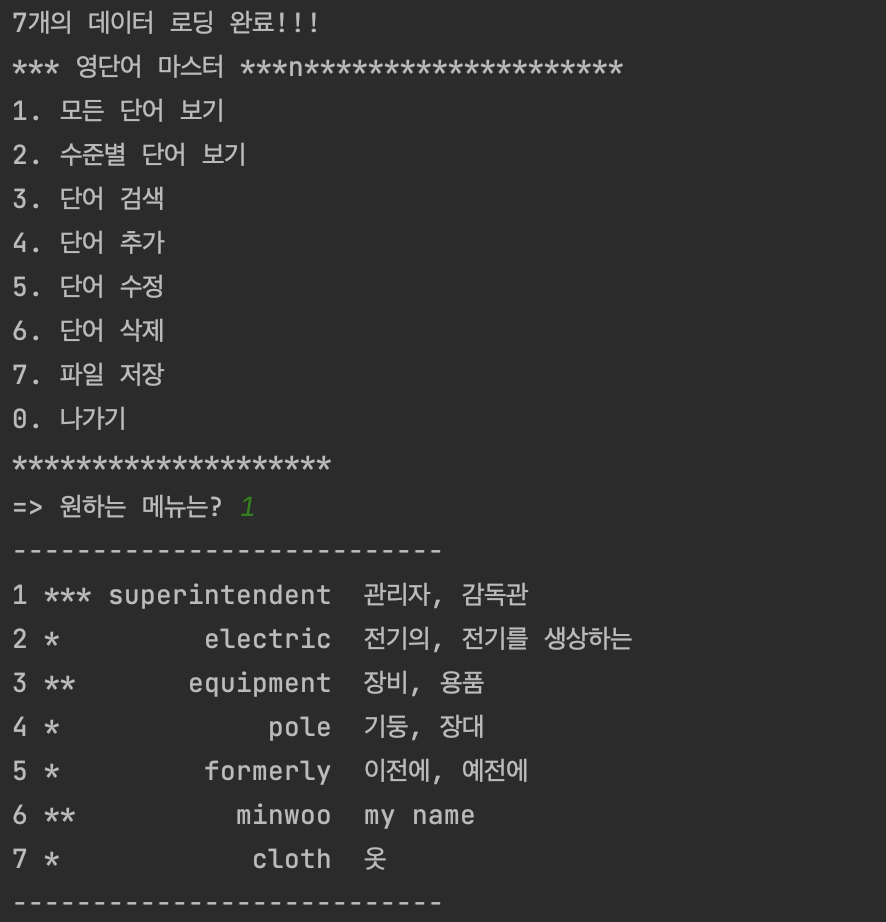 7개의 데이터 로딩 완료!!!
*** 영단어 마스터 ***n********************
1. 모든 단어 보기
2. 수준별 단어 보기
3. 단어 검색
4. 단어 추가
5. 단어 수정
6. 단어 삭제
7. 파일 저장
0. 나가기
********************
=> 원하는 메뉴는? 1
---------------------------
1 *** superintendent  관리자, 감독관
2 *         electric  전기의, 전기를 생상하는
3 **       equipment  장비, 용품
4 *             pole  기둥, 장대
5 *         formerly  이전에, 예전에
6 **          minwoo  my name
7 *            cloth  옷
---------------------------